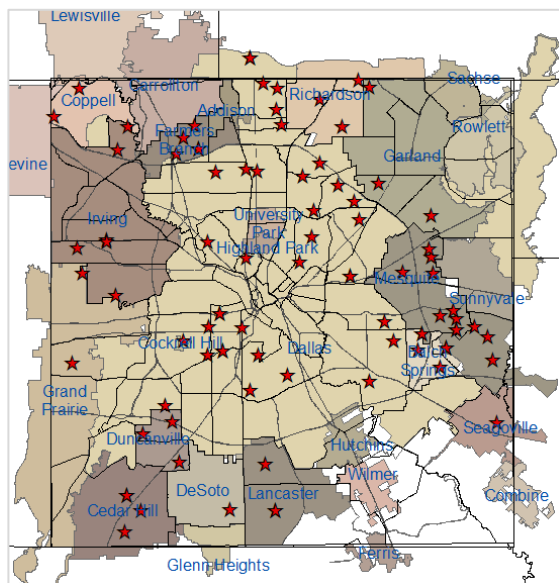 Lewisville
Carrollton
Sachse
Coppell
Richardson
Addison
Rowlett
Farmers
Branch
Garland
evine
Irving
University
Park
Highland Park
Mesquite
Sunnyvale
Cockrell Hill
Dallas
Balch
Springs
Grand
Prairie
Seagoville
Duncanville
Hutchins
Wilmer
DeSoto
Lancaster
Combine
Cedar Hill
Ferris
Glenn Heights